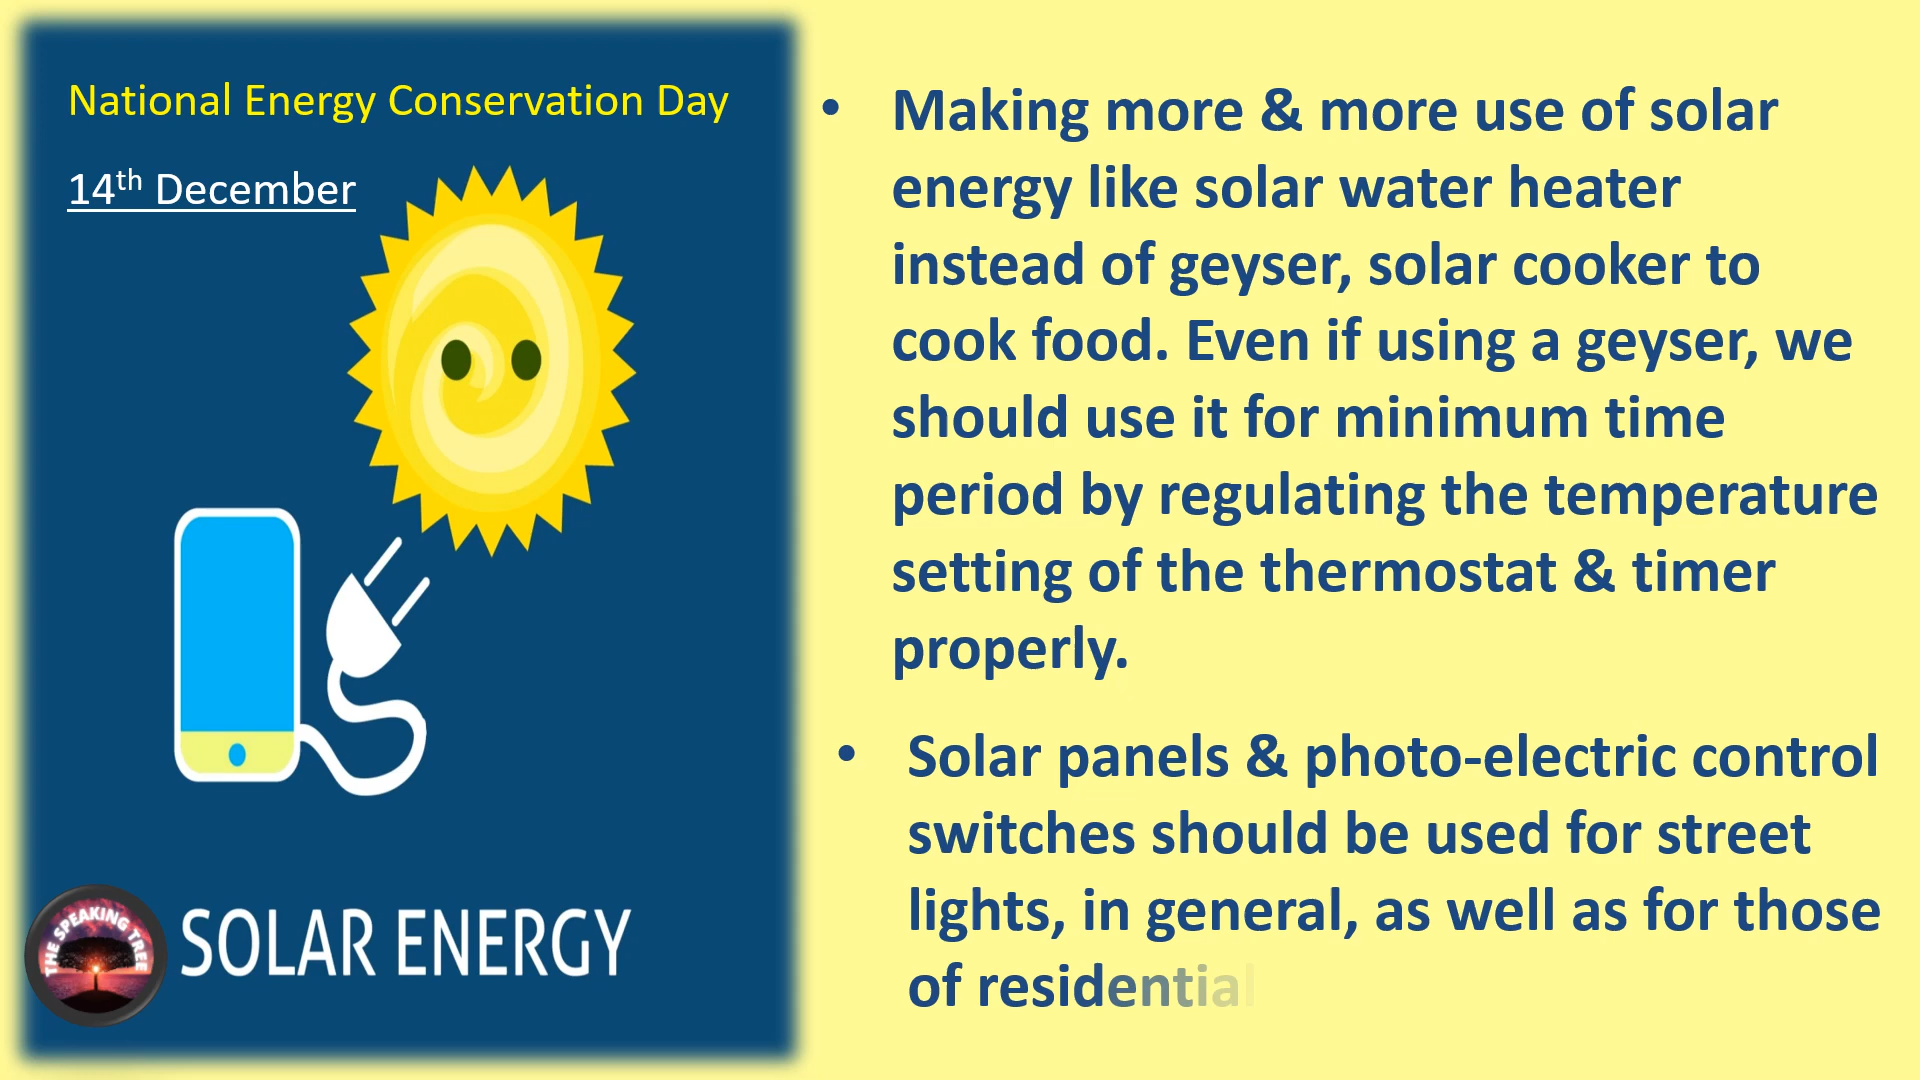 National Energy Conservation Day
14th December
THE SPEAKING TREE
SOLAR ENERGY
• Making more & more use of solar
energy like solar water heater
instead of geyser, solar cooker to
cook food. Even if using a geyser, we
should use it for minimum time
period by regulating the temperature
setting of the thermostat & timer
properly.
• Solar panels & photo-electric control
switches should be used for street
lights, in general, as well as for those
of residential